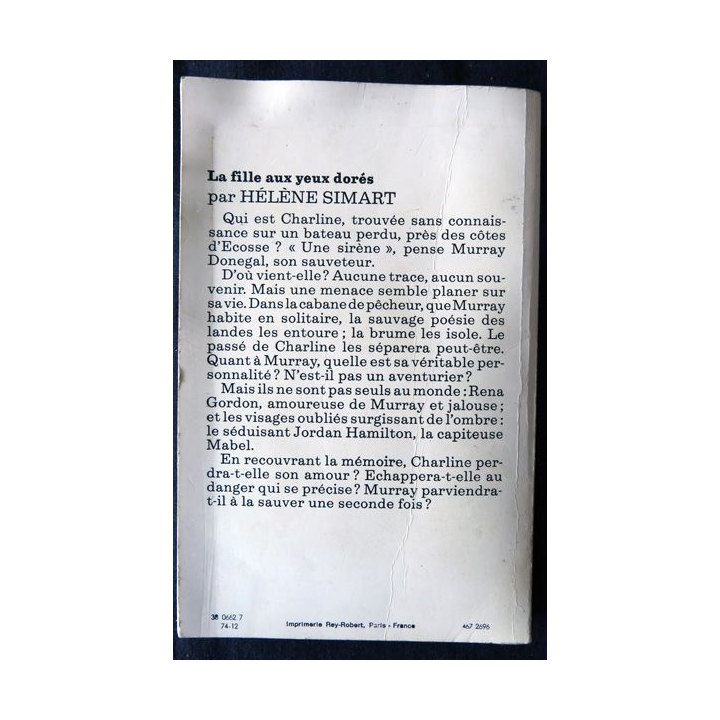 La fille aux yeux dorés
par HÉLÈNE SIMART
Qui est Charline, trouvée sans connais-
sance sur un bateau perdu, près des côtes
d'Ecosse ? « Une sirène », pense Murray
Donegal, son sauveteur.
D'où vient-elle ? Aucune trace, aucun sou-
venir. Mais une menace semble planer sur
sa vie. Dans la cabane de pêcheur, que Murray
habite en solitaire, la sauvage poésie des
landes les entoure ; la brume les isole. Le
passé de Charline les séparera peut-être.
Quant à Murray, quelle est sa véritable per-
sonnalité ? N'est-il pas un aventurier ?
Mais ils ne sont pas seuls au monde : Rena
Gordon, amoureuse de Murray et jalouse ;
et les visages oubliés surgissant de l'ombre :
le séduisant Jordan Hamilton, la capiteuse
Mabel.
En recouvrant la mémoire, Charline per-
dra-t-elle son amour ? Echappera-t-elle au
danger qui se précise ? Murray parviendra-
t-il à la sauver une seconde fois ?
38 0662 7
74-12
Imprimerie Rey-Robert, Paris - France
467 2696